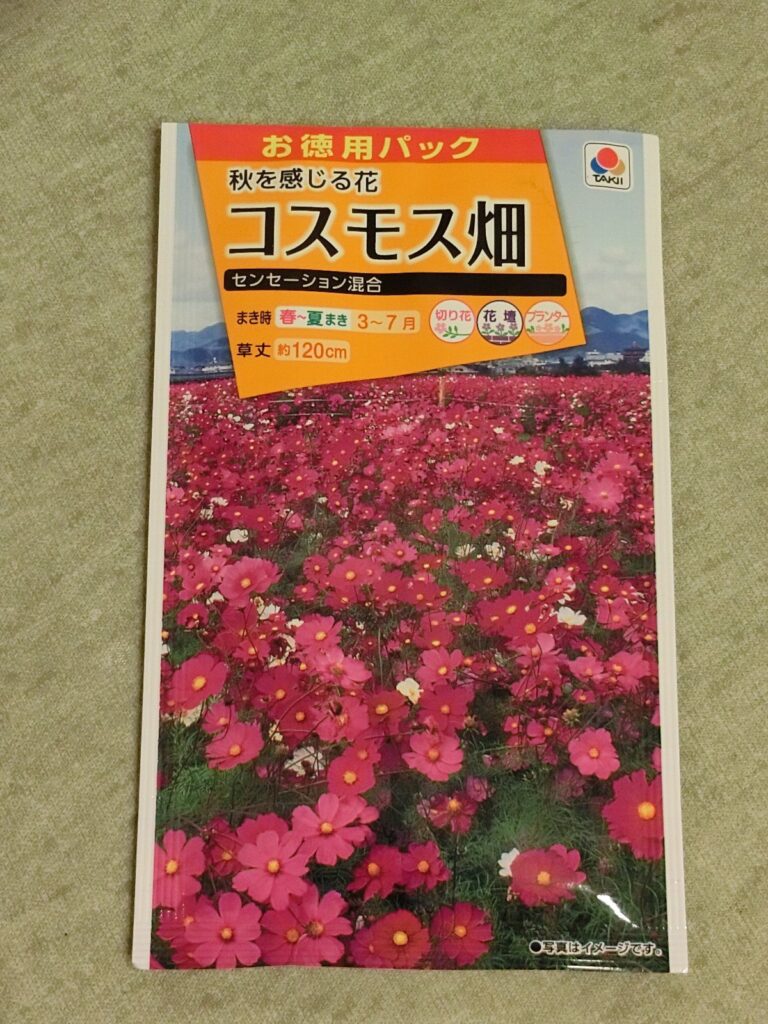 お徳用パック
TAKII
秋を感じる花
コスモス畑
センセーション混合
まき時 春~夏まき 3~7月
切り花 花壇 プランター
草丈 約120cm
●写真はイメージです。